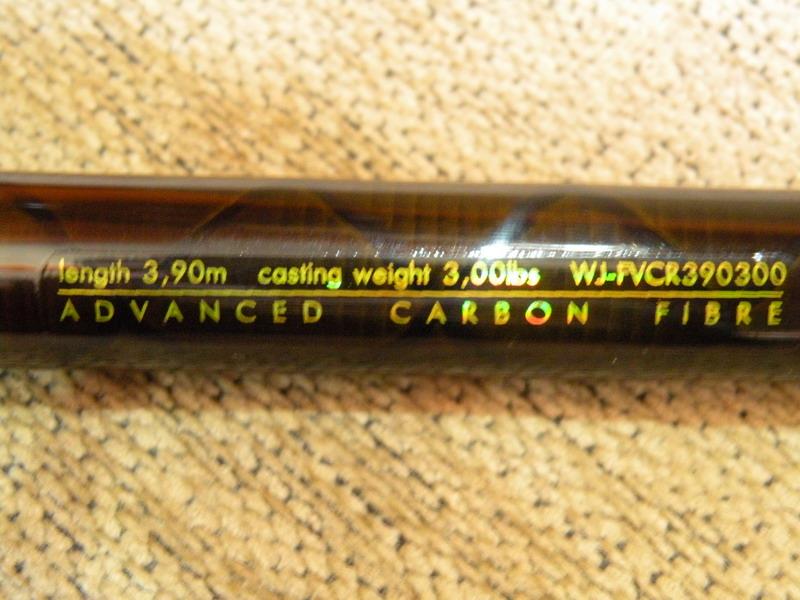 length 3,90m casting weight 3,00lbs WJ-FVCR390300
ADVANCED CARBON FIBRE